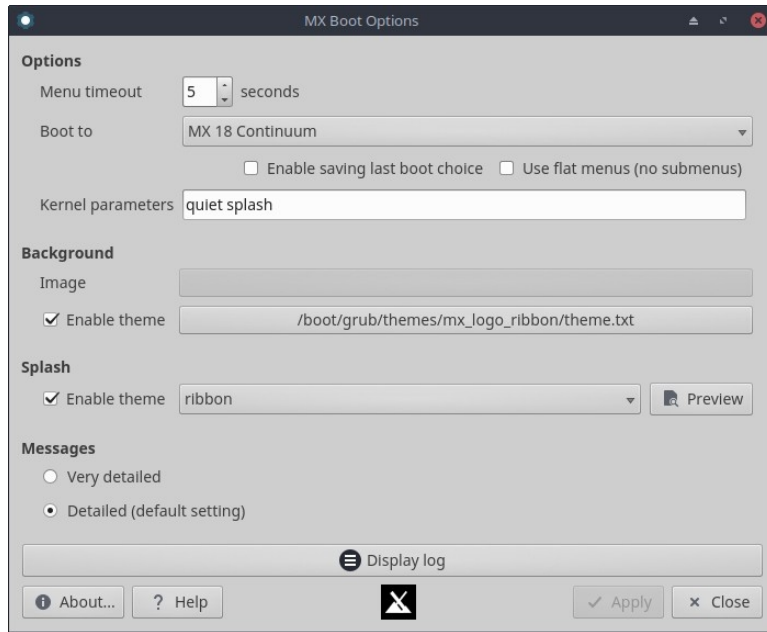 MX Boot Options
Options
Menu timeout 5 seconds
Boot to MX 18 Continuum
Enable saving last boot choice Use flat menus (no submenus)
Kernel parameters quiet splash
Background
Image
Enable theme /boot/grub/themes/mx_logo_ribbon/theme.txt
Splash
Enable theme ribbon Preview
Messages
Very detailed
Detailed (default setting)
Display log
About... ? Help Apply Close